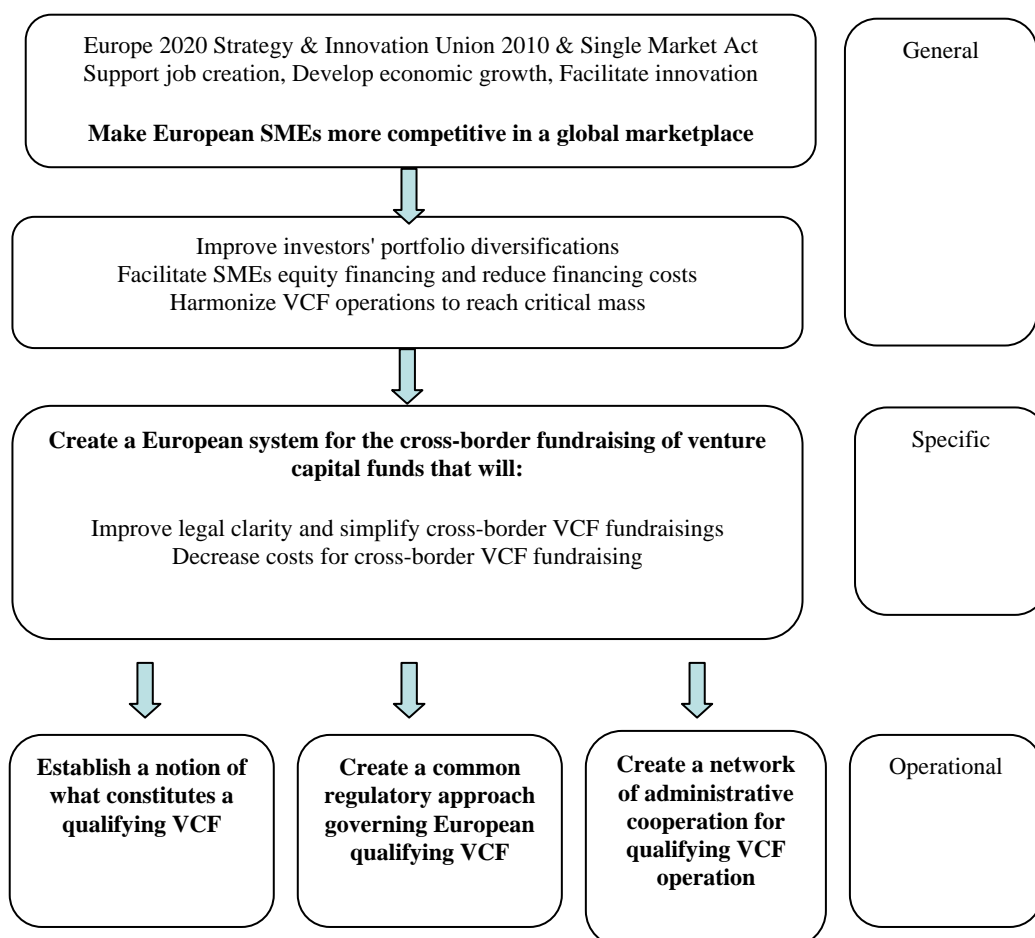 Europe 2020 Strategy & Innovation Union 2010 & Single Market Act
Support job creation, Develop economic growth, Facilitate innovation
Make European SMEs more competitive in a global marketplace
General
Improve investors' portfolio diversifications
Facilitate SMEs equity financing and reduce financing costs
Harmonize VCF operations to reach critical mass
Create a European system for the cross-border fundraising of venture
capital funds that will:
Improve legal clarity and simplify cross-border VCF fundraisings
Decrease costs for cross-border VCF fundraising
Specific
Establish a notion of
what constitutes a
qualifying VCF
Create a common
regulatory approach
governing European
qualifying VCF
Create a network
of administrative
cooperation for
qualifying VCF
operation
Operational